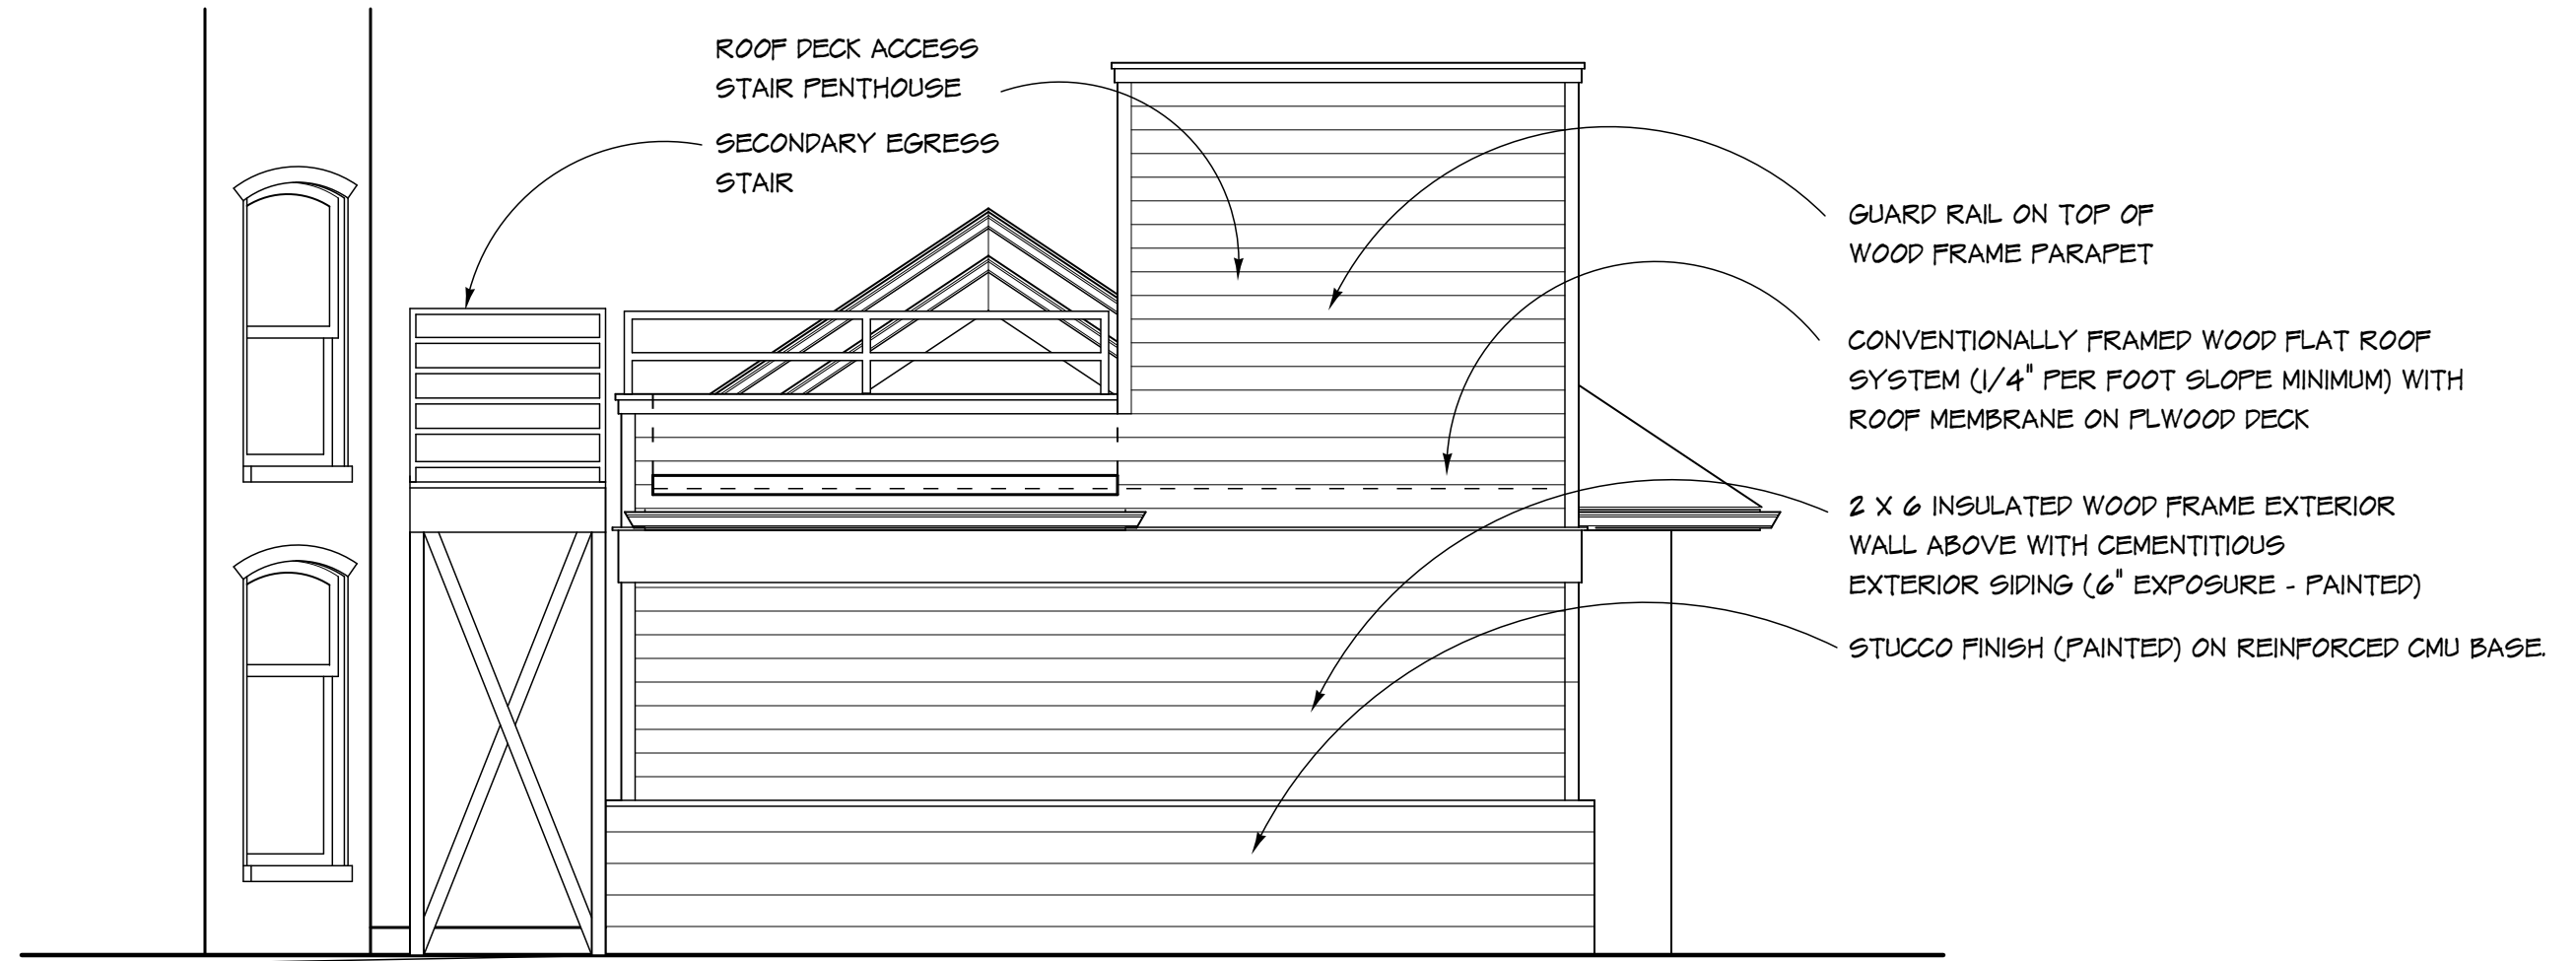 ROOF DECK ACCESS
STAIR PENTHOUSE
SECONDARY EGRESS
STAIR
GUARD RAIL ON TOP OF
WOOD FRAME PARAPET
CONVENTIONALLY FRAMED WOOD FLAT ROOF
SYSTEM (1/4" PER FOOT SLOPE MINIMUM) WITH
ROOF MEMBRANE ON PLWOOD DECK
2 X 6 INSULATED WOOD FRAME EXTERIOR
WALL ABOVE WITH CEMENTITIOUS
EXTERIOR SIDING (6" EXPOSURE - PAINTED)
STUCCO FINISH (PAINTED) ON REINFORCED CMU BASE.